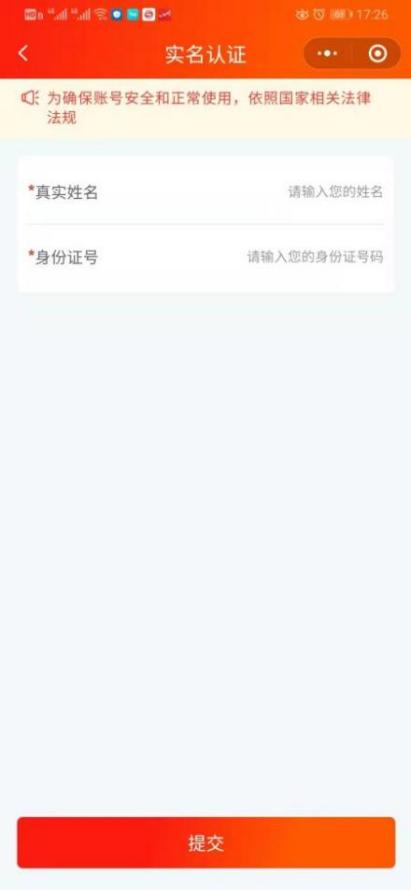 17:26
实名认证
为确保账号安全和正常使用，依照国家相关法律
法规
*真实姓名 请输入您的姓名
*身份证号 请输入您的身份证号码
提交